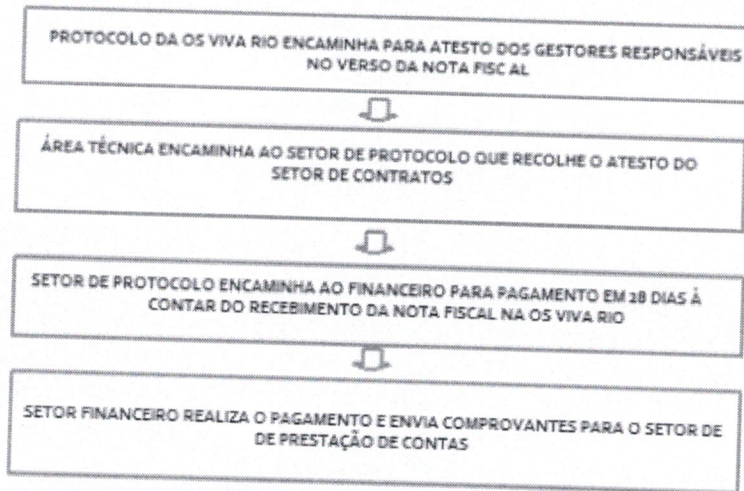 PROTOCOLO DA OS VIVA RIO ENCAMINHA PARA ATESTO DOS GESTORES RESPONSÁVEIS
NO VERSO DA NOTA FISC AL
ÁREA TÉCNICA ENCAMINHA AO SETOR DE PROTOCOLO QUE RECOLHE O ATESTO DO
SETOR DE CONTRATOS
SETOR DE PROTOCOLO ENCAMINHA AO FINANCEIRO PARA PAGAMENTO EM 28 DIAS À
CONTAR DO RECEBIMENTO DA NOTA FISCAL NA OS VIVA RIO
SETOR FINANCEIRO REALIZA O PAGAMENTO E ENVIA COMPROVANTES PARA O SETOR DE
DE PRESTAÇÃO DE CONTAS